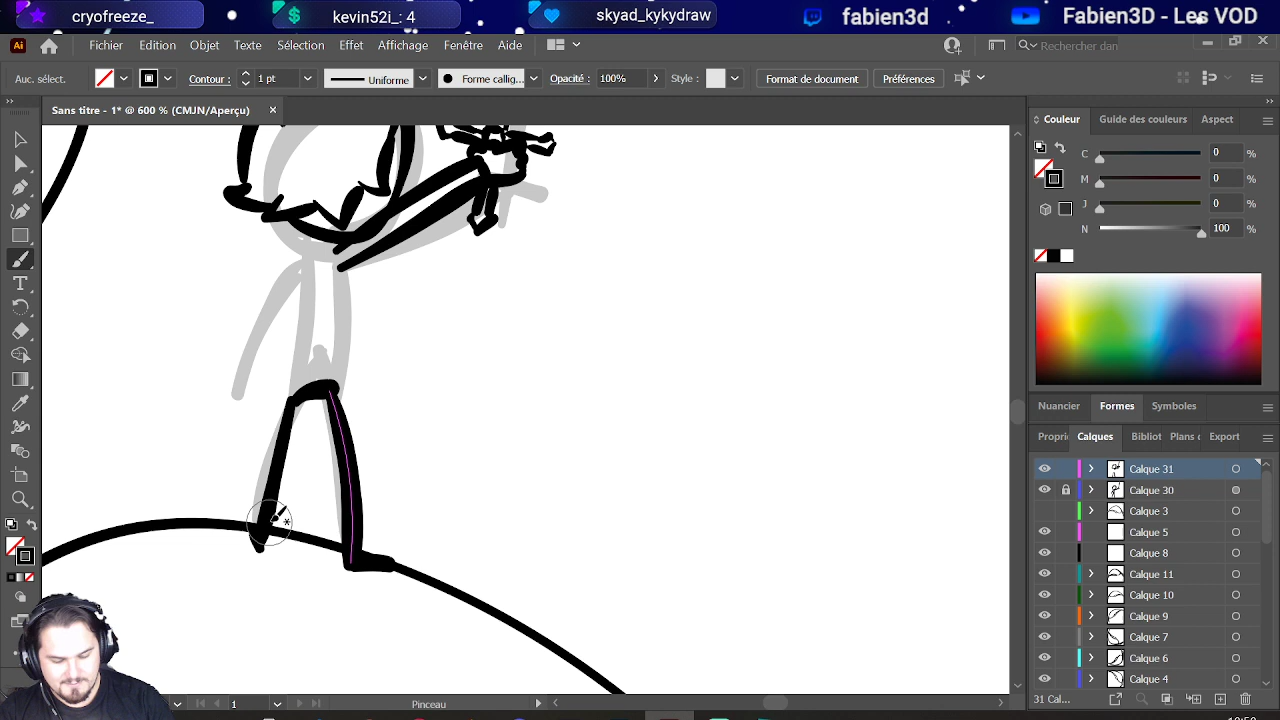 cryofreeze_
kevin52i_: 4
skyad_kykydraw
fabien3d
Fabien3D - Les VOD
Ai
Fichier Edition Objet Texte Sélection Effet Affichage Fenêtre Aide
Rechercher dan
Auc. sélect.
Contour :
1 pt
Uniforme
Forme callig...
Opacité :
100%
Style :
Format de document
Préférences
Sans titre - 1* @ 600 % (CMJN/Aperçu)
Couleur
Guide des couleurs
Aspect
C 0 %
M 0 %
J 0 %
N 100 %
Nuancier
Formes
Symboles
Propri
Calques
Bibliot
Plans c
Export
Calque 31
Calque 30
Calque 3
Calque 5
Calque 8
Calque 11
Calque 10
Calque 9
Calque 7
Calque 6
Calque 4
31 Cal...
1
Pinceau